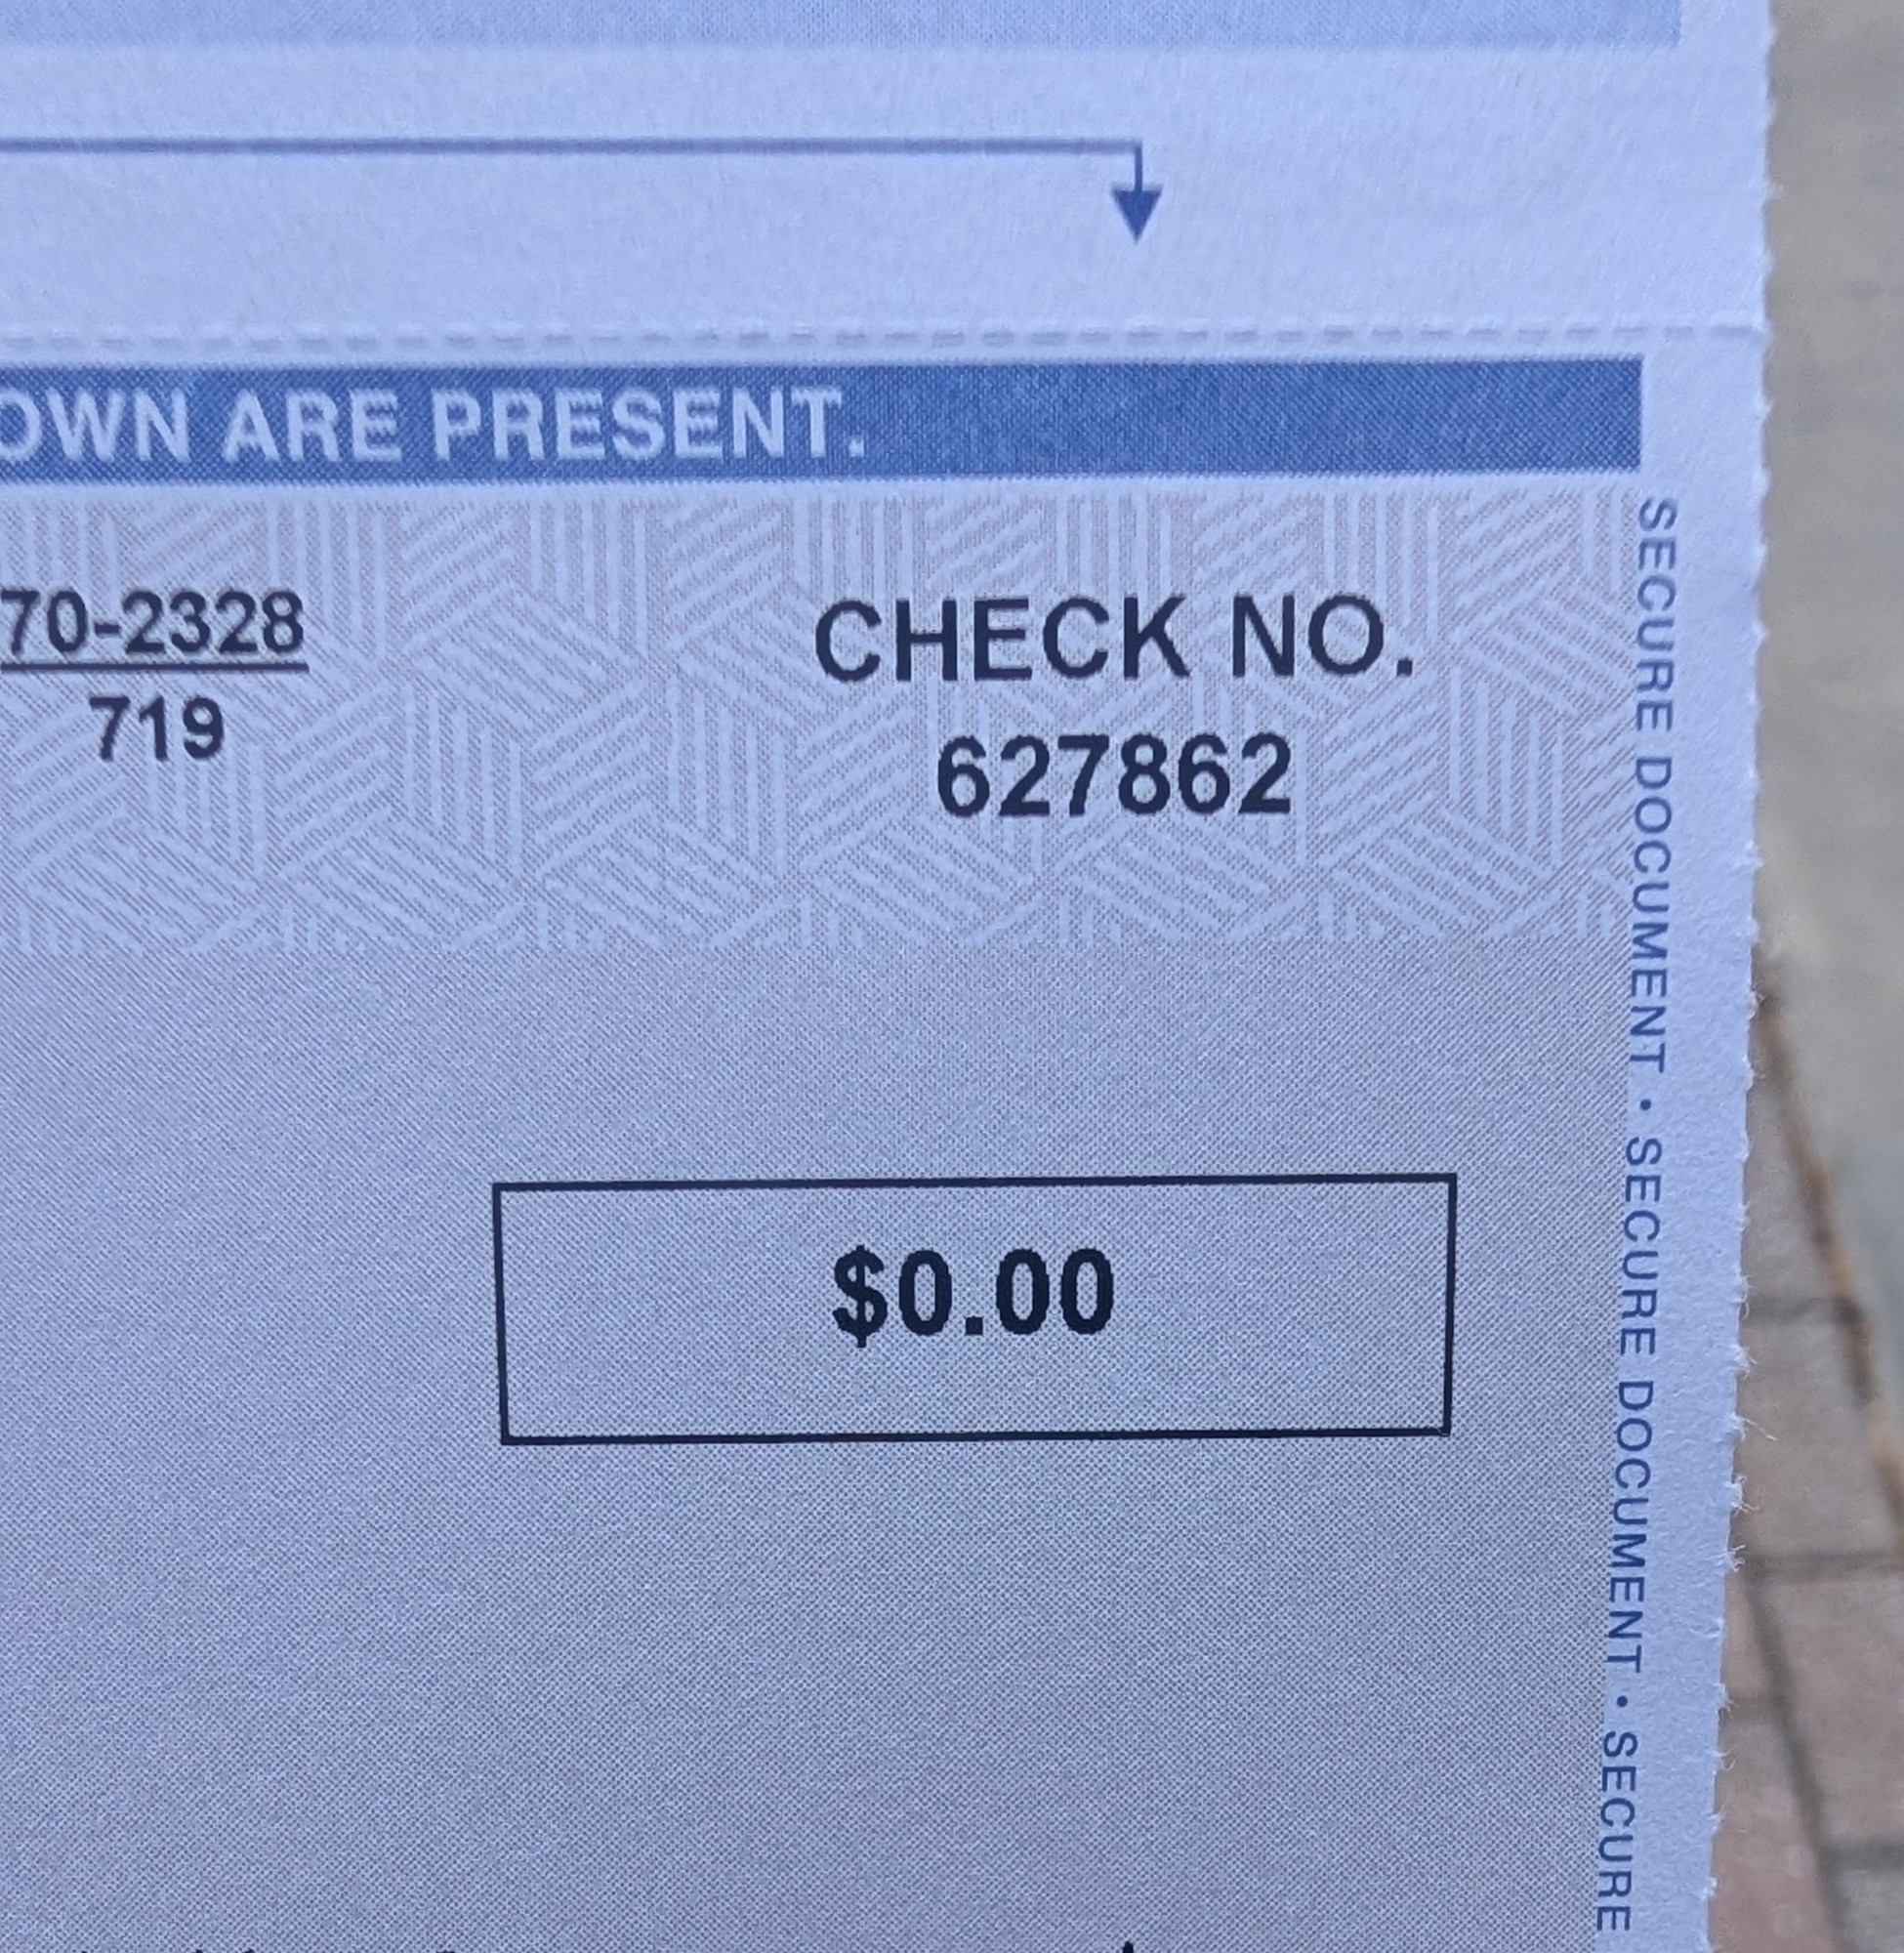 OWN ARE PRESENT.
70-2328
719
CHECK NO.
627862
$0.00
SECURE DOCUMENT • SECURE DOCUMENT • SECURE